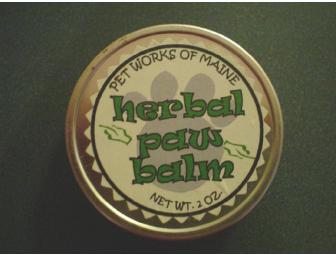 PET WORKS OF MAINE
herbal
paw
balm
NET WT. 2 OZ.